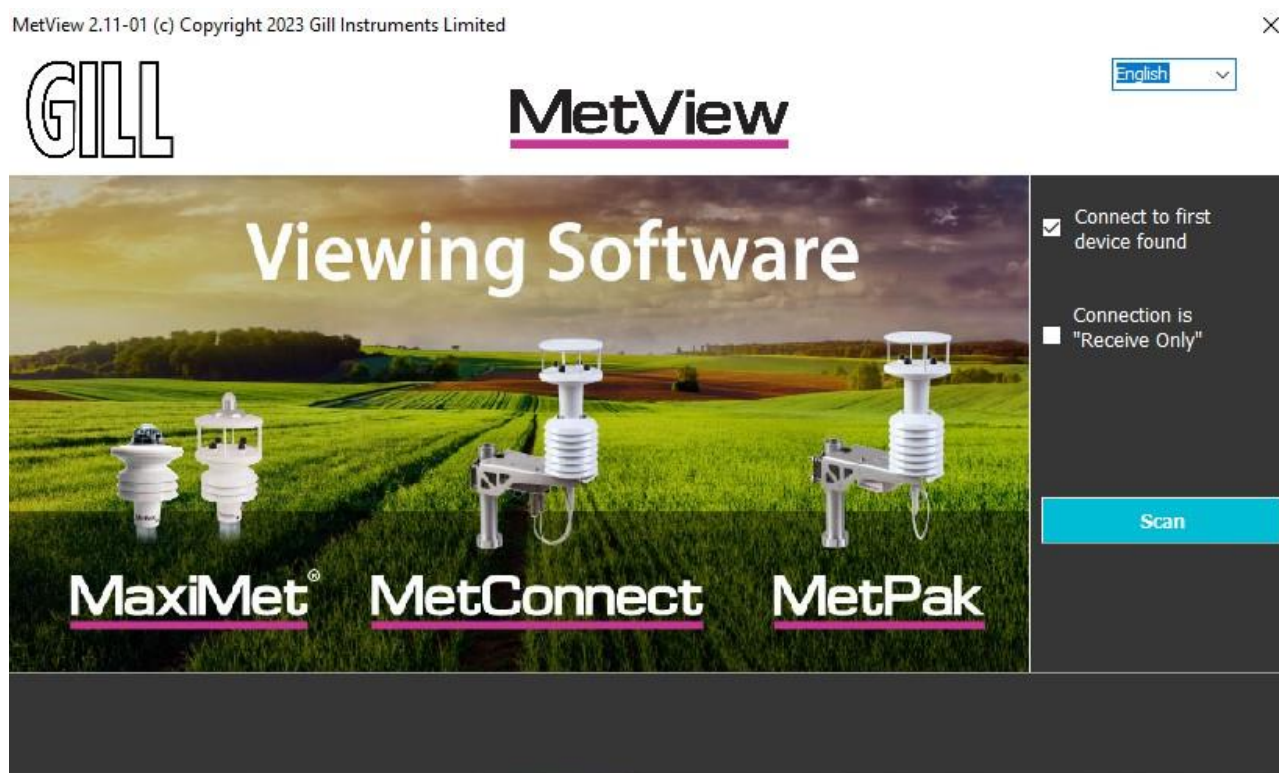 MetView 2.11-01 (c) Copyright 2023 Gill Instruments Limited
GILL
MetView
English
Viewing Software
Connect to first
device found
Connection is
"Receive Only"
Scan
MaxiMet®
MetConnect
MetPak